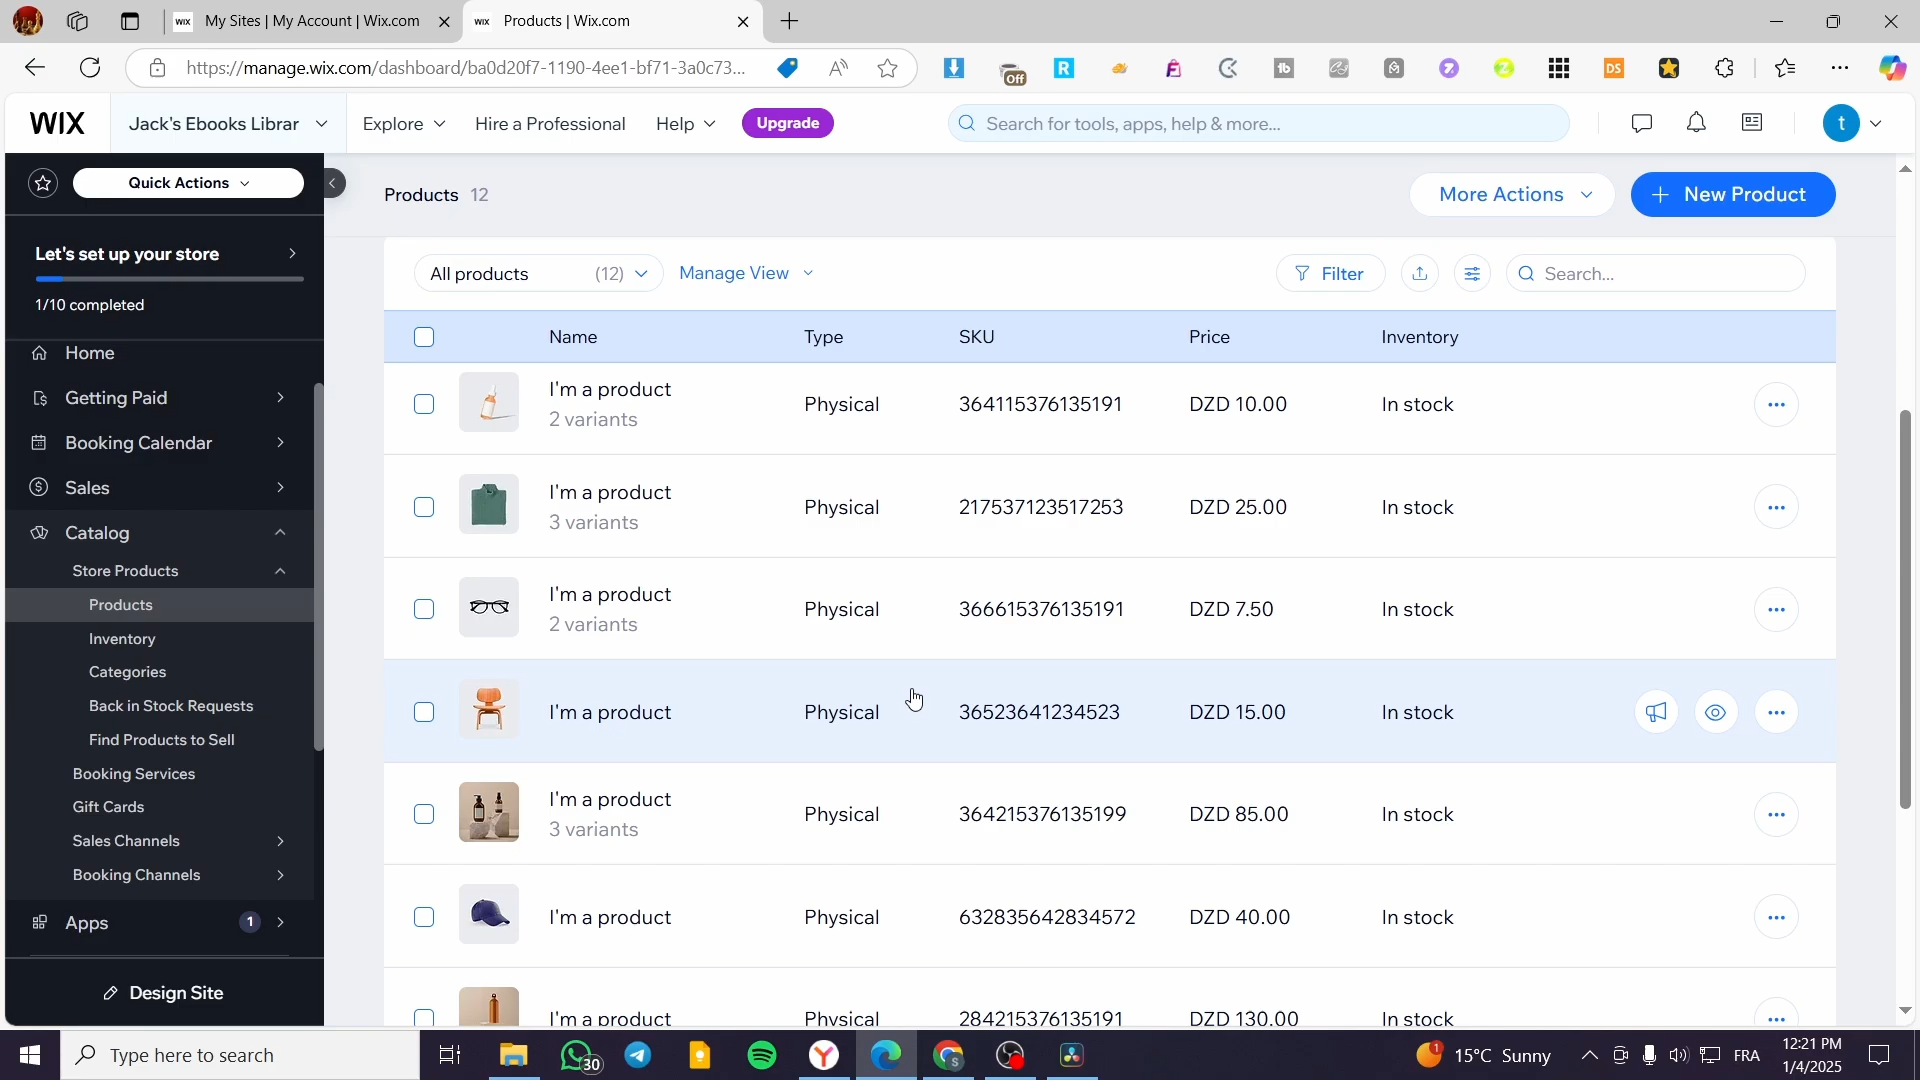 WIX My Sites | My Account | Wix.com
WIX Products | Wix.com
https://manage.wix.com/dashboard/ba0d20f7-1190-4ee1-bf71-3a0c73...
Off
DS
WIX
Jack's Ebooks Librar
Explore
Hire a Professional
Help
Upgrade
Search for tools, apps, help & more...
t
Quick Actions
Let's set up your store
1/10 completed
Home
Getting Paid
Booking Calendar
Sales
Catalog
Store Products
Products
Inventory
Categories
Back in Stock Requests
Find Products to Sell
Booking Services
Gift Cards
Sales Channels
Booking Channels
Apps 1
Design Site
Products 12
More Actions
+ New Product
All products (12)
Manage View
Filter
Search...
Name Type SKU Price Inventory
I'm a product
2 variants
Physical 364115376135191 DZD 10.00 In stock
I'm a product
3 variants
Physical 217537123517253 DZD 25.00 In stock
I'm a product
2 variants
Physical 366615376135191 DZD 7.50 In stock
I'm a product Physical 36523641234523 DZD 15.00 In stock
I'm a product
3 variants
Physical 364215376135199 DZD 85.00 In stock
I'm a product Physical 632835642834572 DZD 40.00 In stock
I'm a product Physical 284215376135191 DZD 130.00 In stock
Type here to search
30
1
15°C Sunny
FRA
12:21 PM
1/4/2025